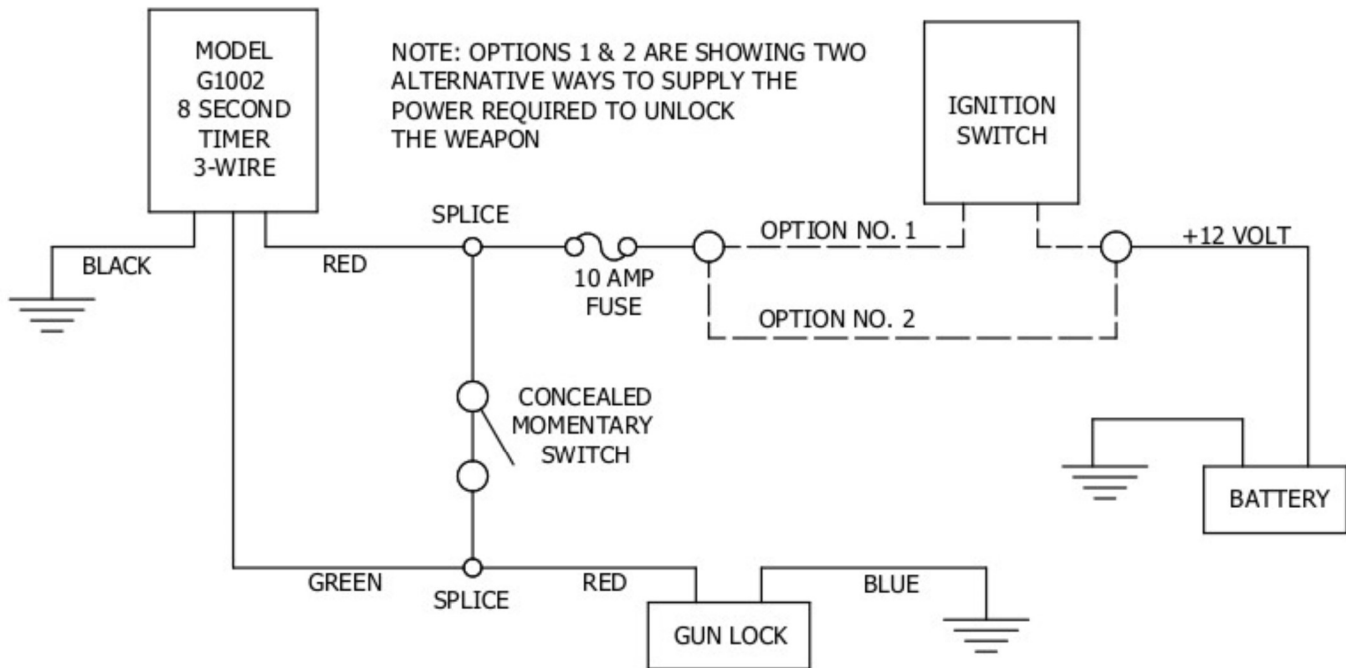 MODEL
G1002
8 SECOND
TIMER
3-WIRE
NOTE: OPTIONS 1 & 2 ARE SHOWING TWO
ALTERNATIVE WAYS TO SUPPLY THE
POWER REQUIRED TO UNLOCK
THE WEAPON
IGNITION
SWITCH
SPLICE
OPTION NO. 1
+12 VOLT
BLACK
RED
10 AMP
FUSE
OPTION NO. 2
CONCEALED
MOMENTARY
SWITCH
BATTERY
GREEN
SPLICE
RED
BLUE
GUN LOCK